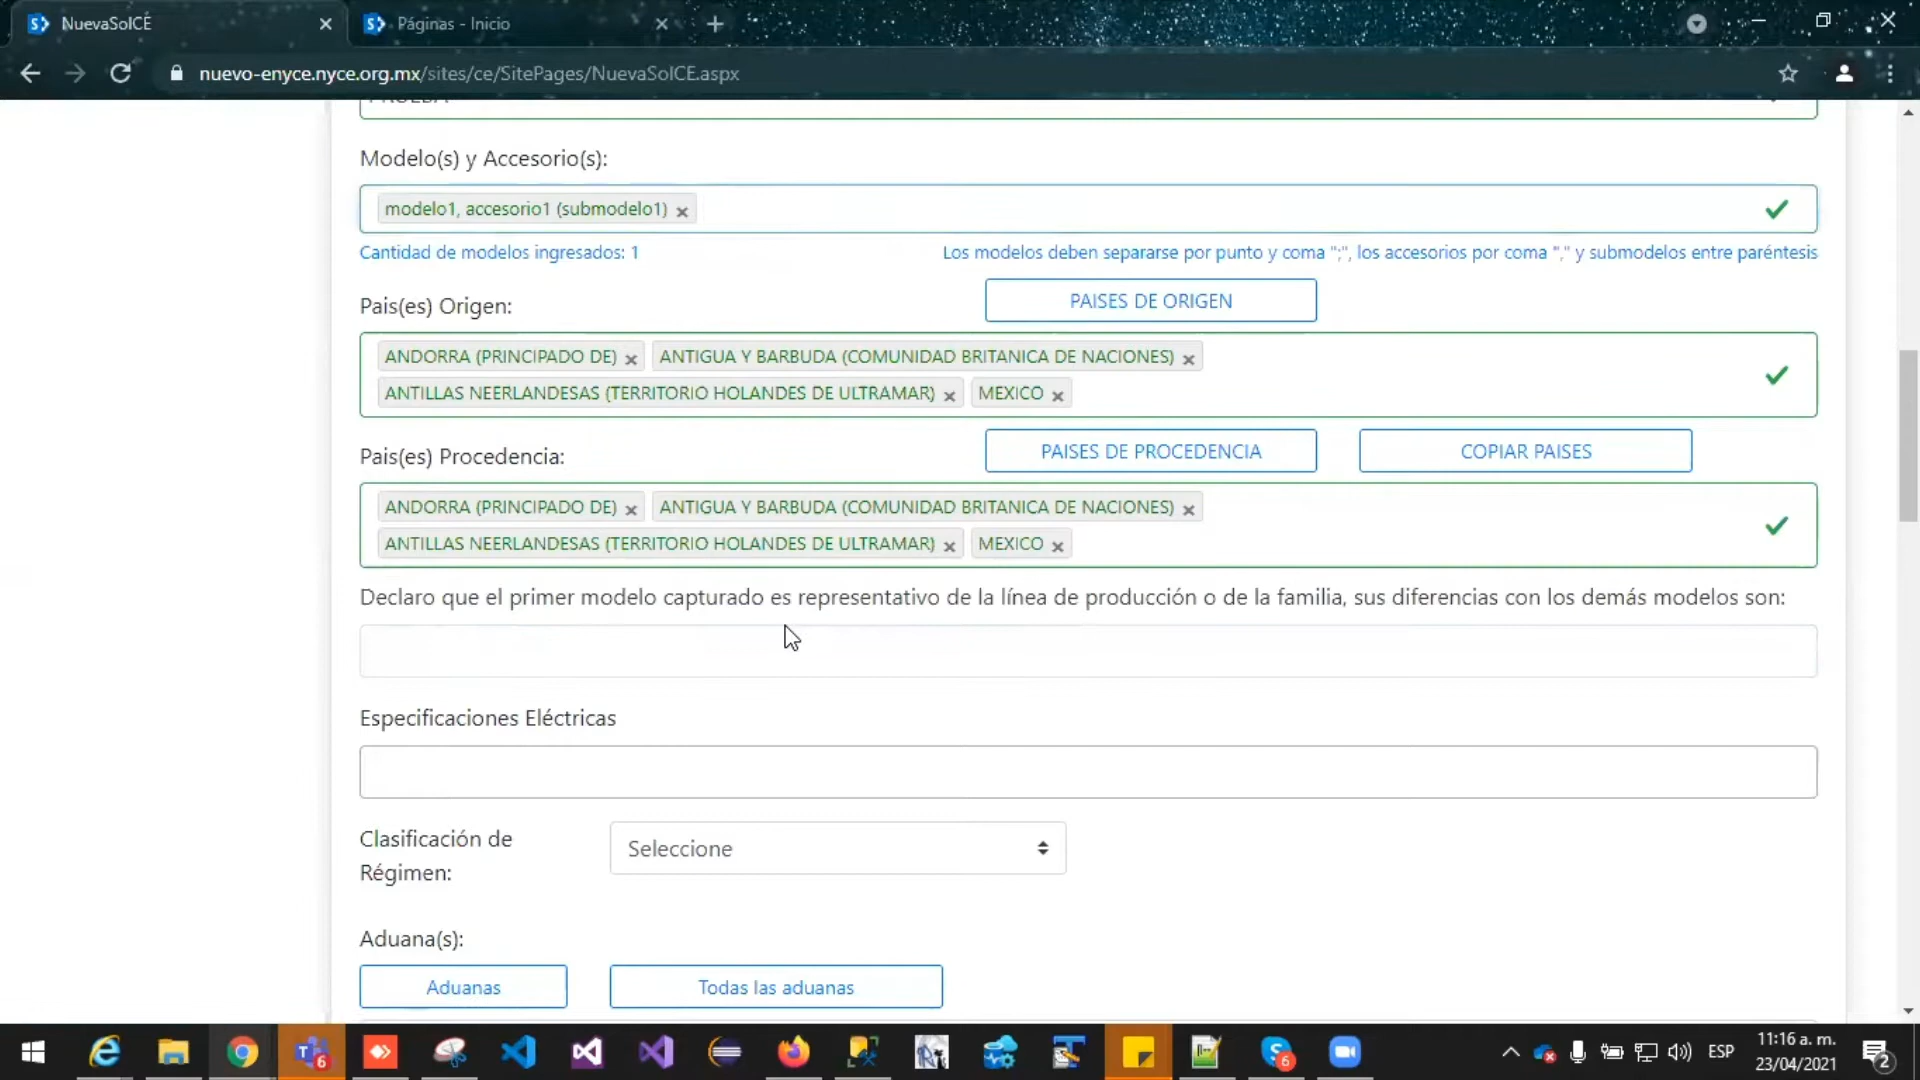 NuevaSolCE
Páginas - Inicio
nuevo-enyce.nyce.org.mx/sites/ce/SitePages/NuevaSolCE.aspx
Modelo(s) y Accesorio(s):
modelo1, accesorio1 (submodelo1) ×
Cantidad de modelos ingresados: 1
Los modelos deben separarse por punto y coma ";", los accesorios por coma "," y submodelos entre paréntesis
Pais(es) Origen:
PAISES DE ORIGEN
ANDORRA (PRINCIPADO DE) × ANTIGUA Y BARBUDA (COMUNIDAD BRITANICA DE NACIONES) ×
ANTILLAS NEERLANDESAS (TERRITORIO HOLANDES DE ULTRAMAR) × MEXICO ×
Pais(es) Procedencia:
PAISES DE PROCEDENCIA
COPIAR PAISES
ANDORRA (PRINCIPADO DE) × ANTIGUA Y BARBUDA (COMUNIDAD BRITANICA DE NACIONES) ×
ANTILLAS NEERLANDESAS (TERRITORIO HOLANDES DE ULTRAMAR) × MEXICO ×
Declaro que el primer modelo capturado es representativo de la línea de producción o de la familia, sus diferencias con los demás modelos son:
Especificaciones Eléctricas
Clasificación de
Régimen:
Seleccione
Aduana(s):
Aduanas
Todas las aduanas
ESP
11:16 a. m.
23/04/2021
6
6
2